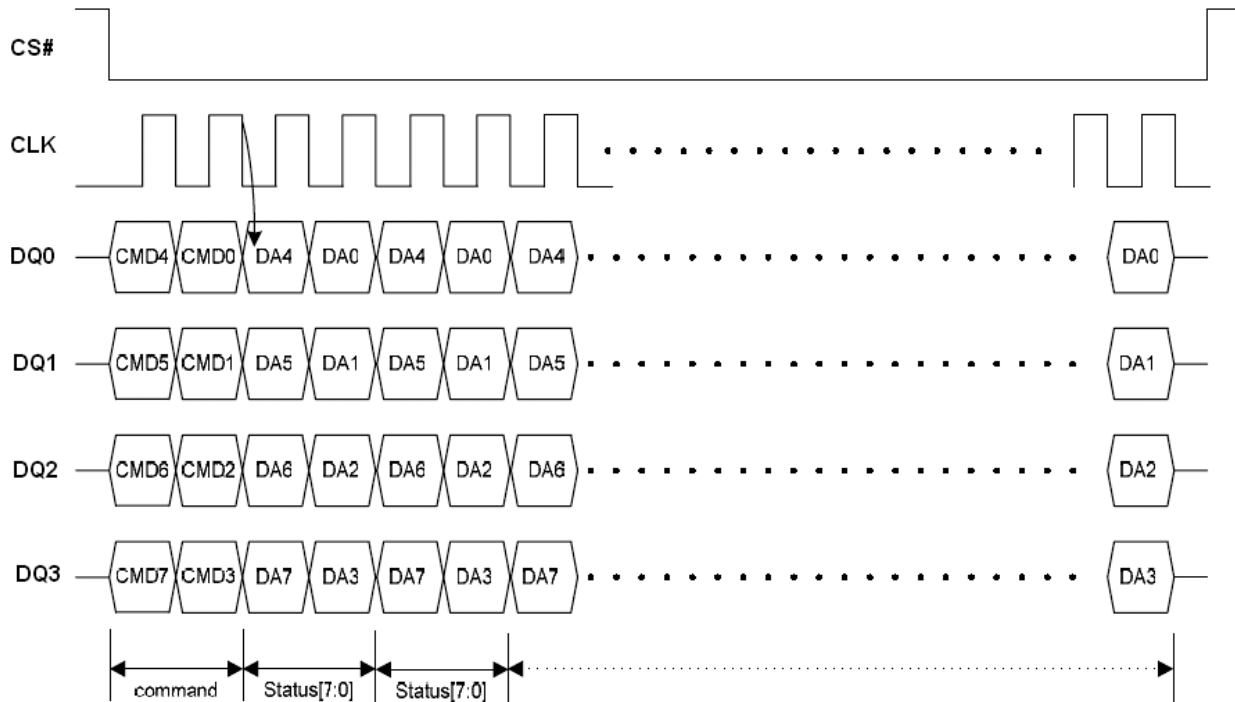 CS#
CLK
DQ0 CMD4 CMD0 DA4 DA0 DA4 DA0 DA4 DA0
DQ1 CMD5 CMD1 DA5 DA1 DA5 DA1 DA5 DA1
DQ2 CMD6 CMD2 DA6 DA2 DA6 DA2 DA6 DA2
DQ3 CMD7 CMD3 DA7 DA3 DA7 DA3 DA7 DA3
command Status[7:0] Status[7:0]